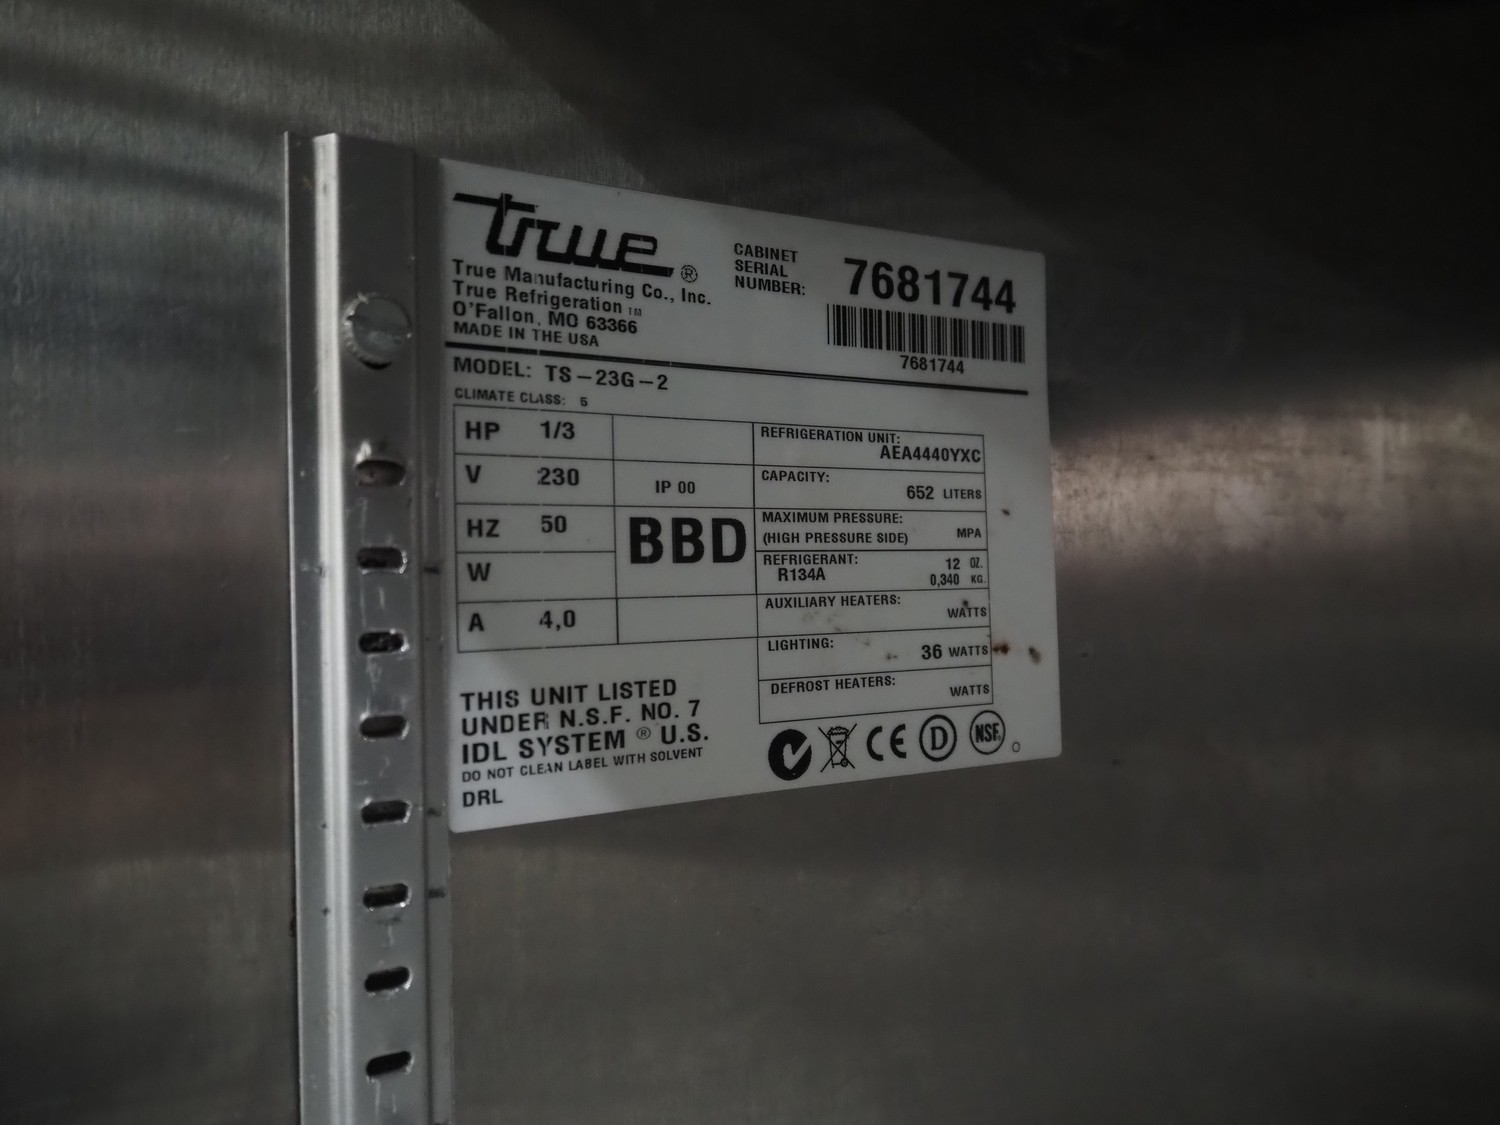 true ®
True Manufacturing Co., Inc.
True Refrigeration ™
O'Fallon, MO 63366
MADE IN THE USA
CABINET
SERIAL
NUMBER:
7681744
7681744
MODEL: TS-23G-2
CLIMATE CLASS: 5
HP 1/3
V 230
HZ 50
W
A 4,0
IP 00
BBD
REFRIGERATION UNIT:
AEA4440YXC
CAPACITY:
652 LITERS
MAXIMUM PRESSURE:
(HIGH PRESSURE SIDE) MPA
REFRIGERANT: 12 OZ.
R134A 0,340 KG.
AUXILIARY HEATERS:
WATTS
LIGHTING:
36 WATTS
DEFROST HEATERS:
WATTS
THIS UNIT LISTED
UNDER N.S.F. NO. 7
IDL SYSTEM ® U.S.
DO NOT CLEAN LABEL WITH SOLVENT
DRL
CE D NSF.